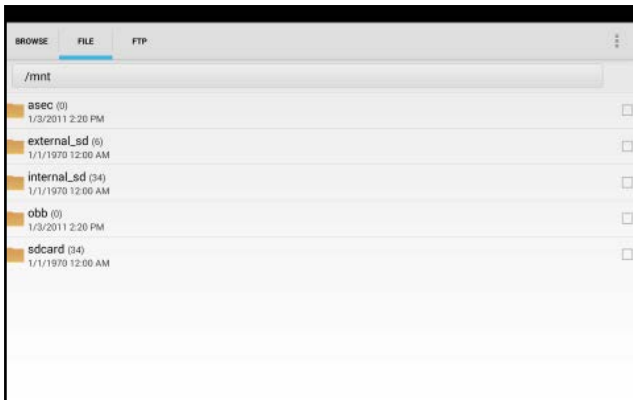 BROWSE FILE FTP
/mnt
asec (0)
1/3/2011 2:20 PM
external_sd (6)
1/1/1970 12:00 AM
internal_sd (34)
1/1/1970 12:00 AM
obb (0)
1/3/2011 2:20 PM
sdcard (34)
1/1/1970 12:00 AM